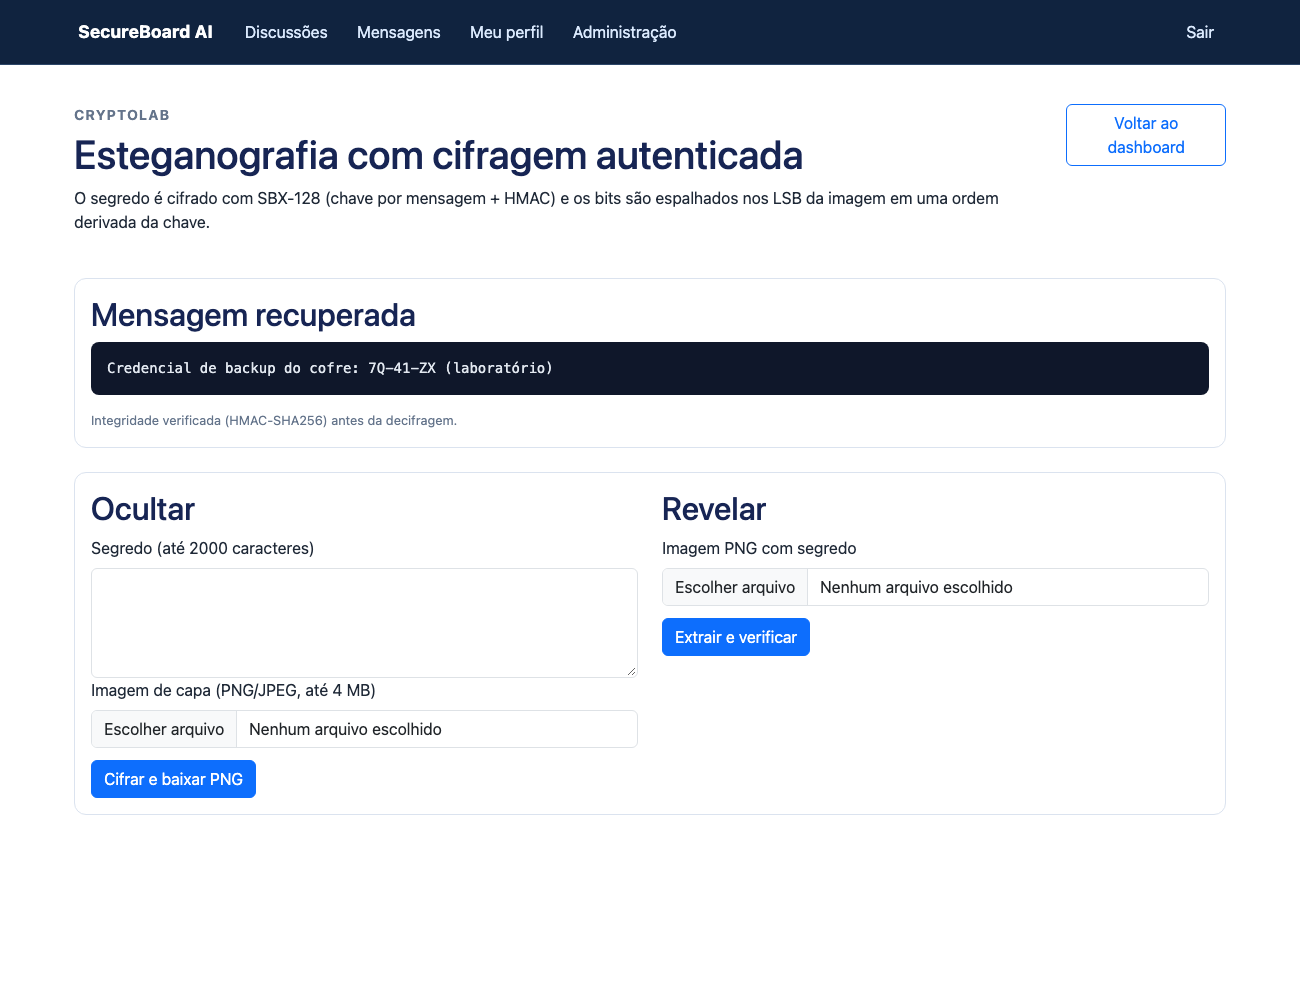 SecureBoard AI Discussões Mensagens Meu perfil Administração Sair
CRYPTOLAB
Esteganografia com cifragem autenticada
O segredo é cifrado com SBX-128 (chave por mensagem + HMAC) e os bits são espalhados nos LSB da imagem em uma ordem
derivada da chave.
Voltar ao
dashboard
Mensagem recuperada
Credencial de backup do cofre: 7Q-41-ZX (laboratório)
Integridade verificada (HMAC-SHA256) antes da decifragem.
Ocultar
Segredo (até 2000 caracteres)
Imagem de capa (PNG/JPEG, até 4 MB)
Escolher arquivo Nenhum arquivo escolhido
Cifrar e baixar PNG
Revelar
Imagem PNG com segredo
Escolher arquivo Nenhum arquivo escolhido
Extrair e verificar